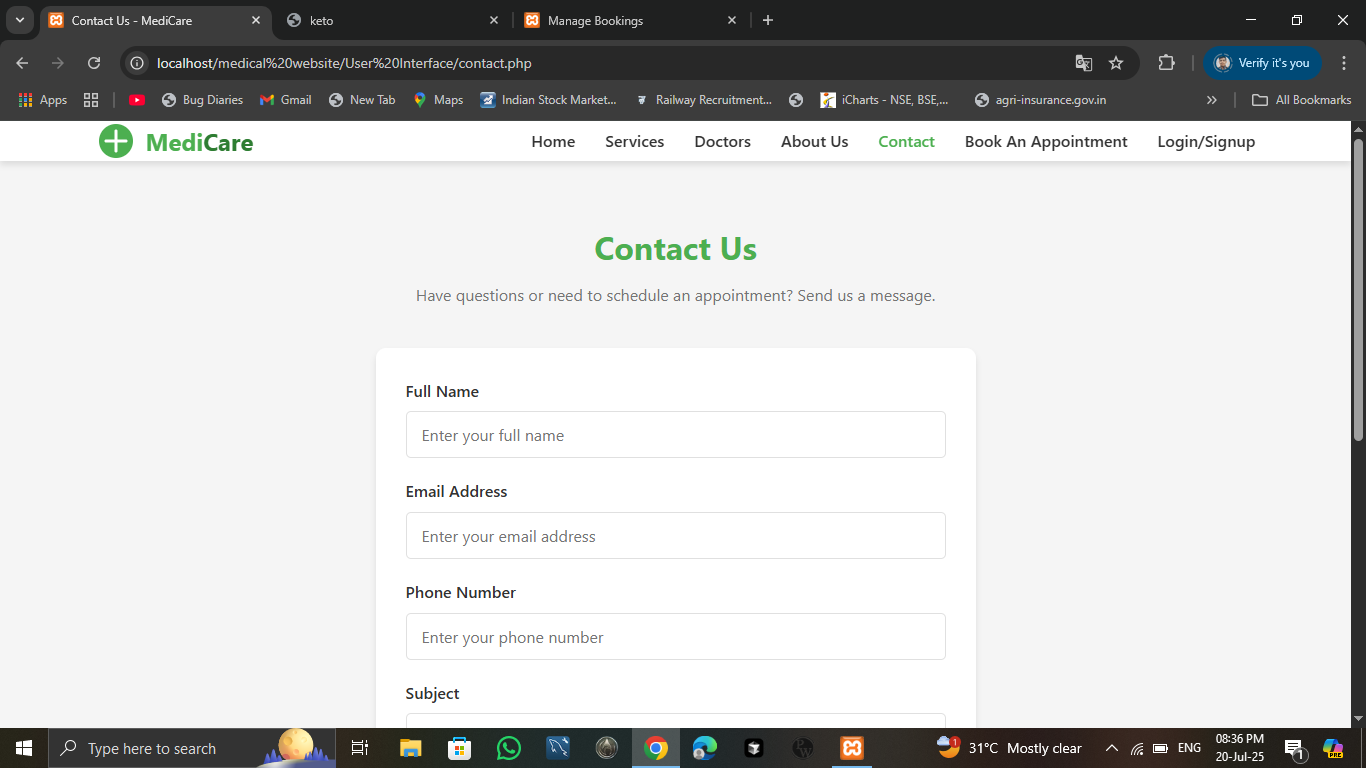 Contact Us - MediCare
keto
Manage Bookings
localhost/medical%20website/User%20Interface/contact.php
Verify it's you
Apps
Bug Diaries
Gmail
New Tab
Maps
Indian Stock Market...
Railway Recruitment...
iCharts - NSE, BSE,...
agri-insurance.gov.in
All Bookmarks
MediCare
Home Services Doctors About Us Contact Book An Appointment Login/Signup
Contact Us
Have questions or need to schedule an appointment? Send us a message.
Full Name
Enter your full name
Email Address
Enter your email address
Phone Number
Enter your phone number
Subject
Type here to search
1
31°C Mostly clear
ENG
08:36 PM
20-Jul-25
1
PRE